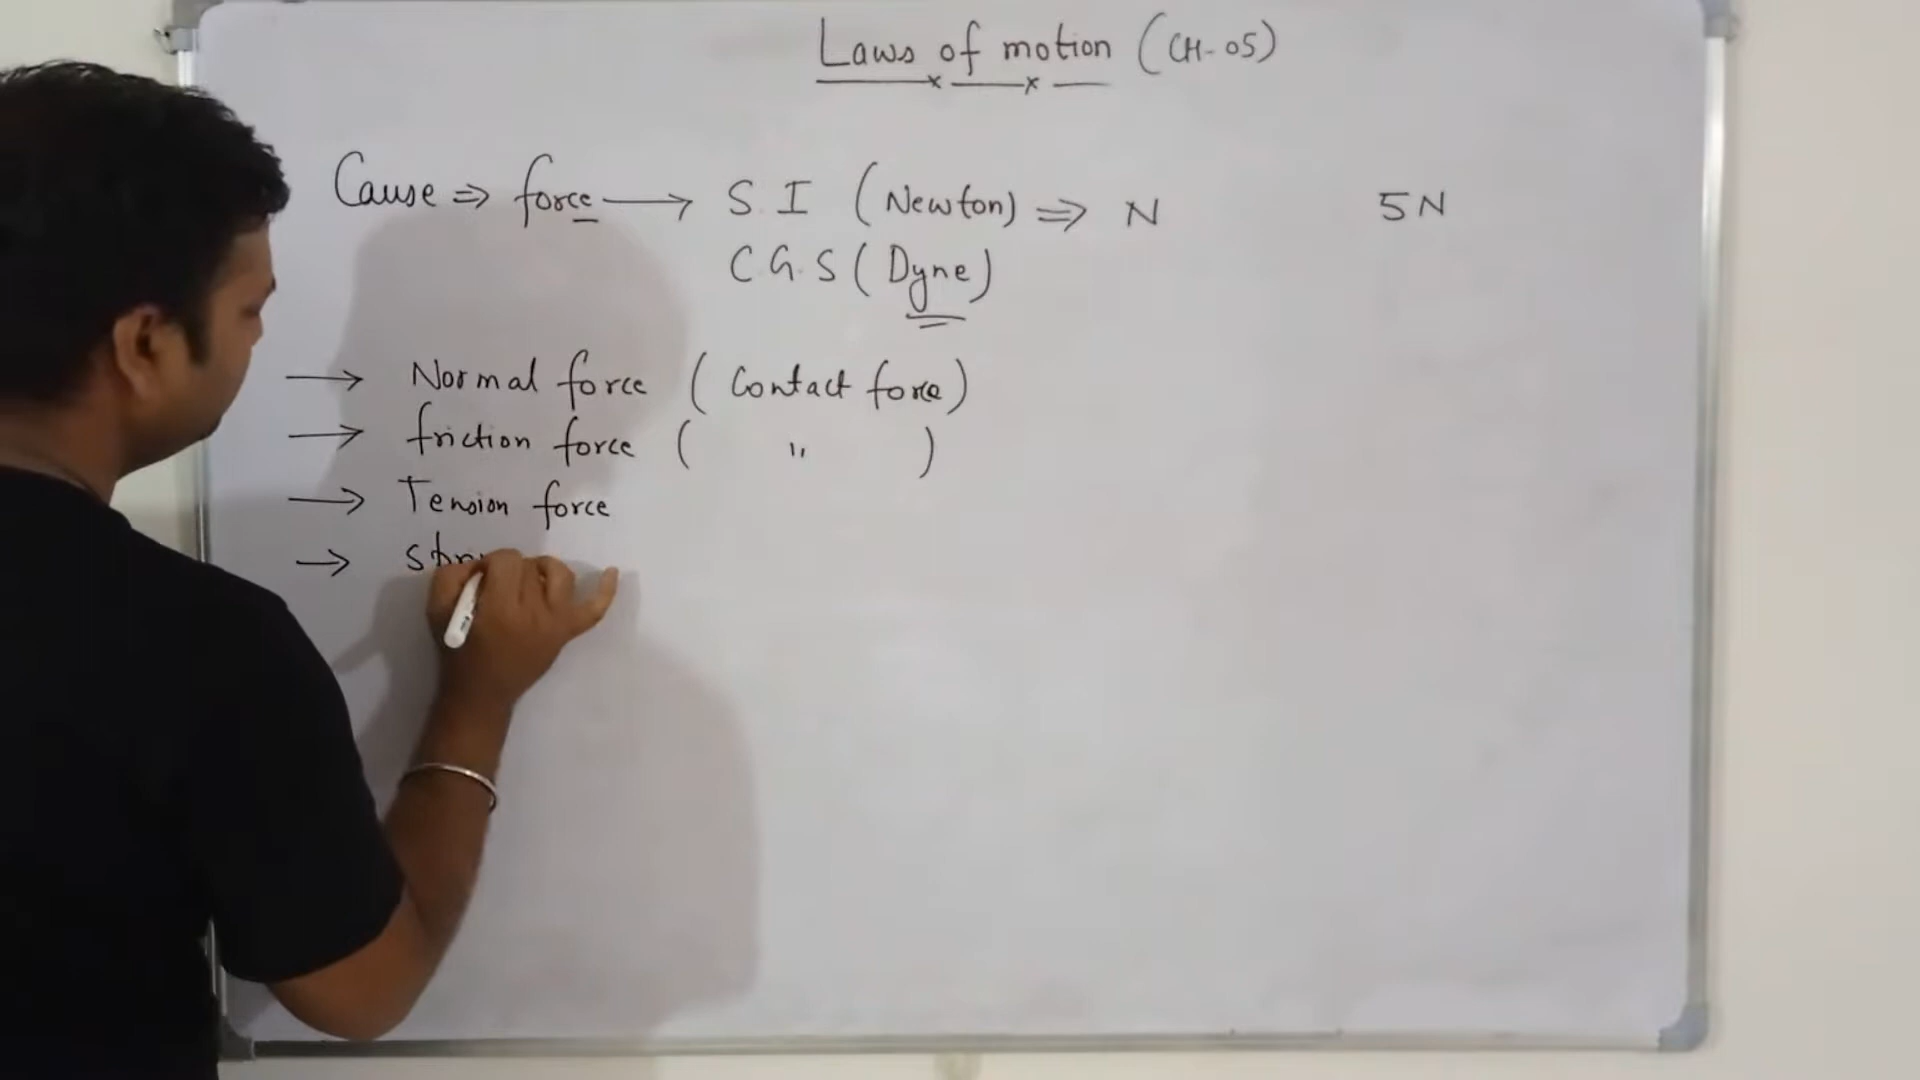 Laws of motion (CH-05)
Cause ⇒ force ⟶ S.I (Newton) ⇒ N 5N
C.G.S (Dyne)
→ Normal force (Contact force)
→ friction force ( " )
→ Tension force
→